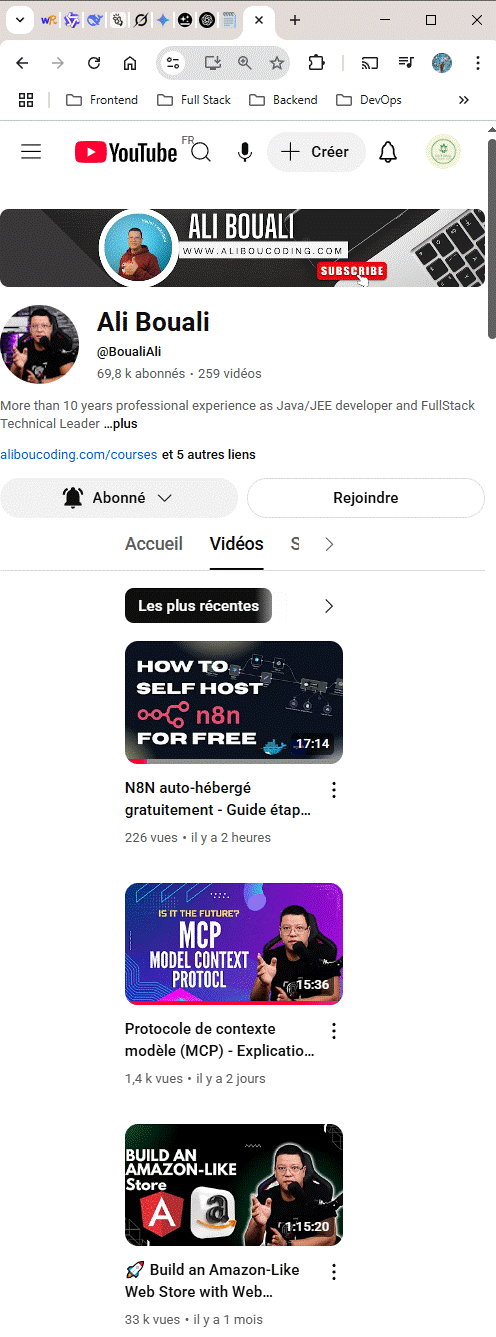 Frontend
Full Stack
Backend
DevOps
YouTube FR
Créer
ALI BOUALI
WWW.ALIBOUCODING.COM
SUBSCRIBE
Ali Bouali
@BoualiAli
69,8 k abonnés • 259 vidéos
More than 10 years professional experience as Java/JEE developer and FullStack
Technical Leader ...plus
aliboucoding.com/courses et 5 autres liens
Abonné
Rejoindre
Accueil
Vidéos
S
Les plus récentes
HOW TO
SELF HOST
n8n
FOR FREE
17:14
N8N auto-hébergé
gratuitement - Guide étap...
226 vues • il y a 2 heures
IS IT THE FUTURE?
MCP
MODEL CONTEXT
PROTOCL
15:36
Protocole de contexte
modèle (MCP) - Explicatio...
1,4 k vues • il y a 2 jours
BUILD AN
AMAZON-LIKE
Store
1:15:20
🚀 Build an Amazon-Like
Web Store with Web...
33 k vues • il y a 1 mois